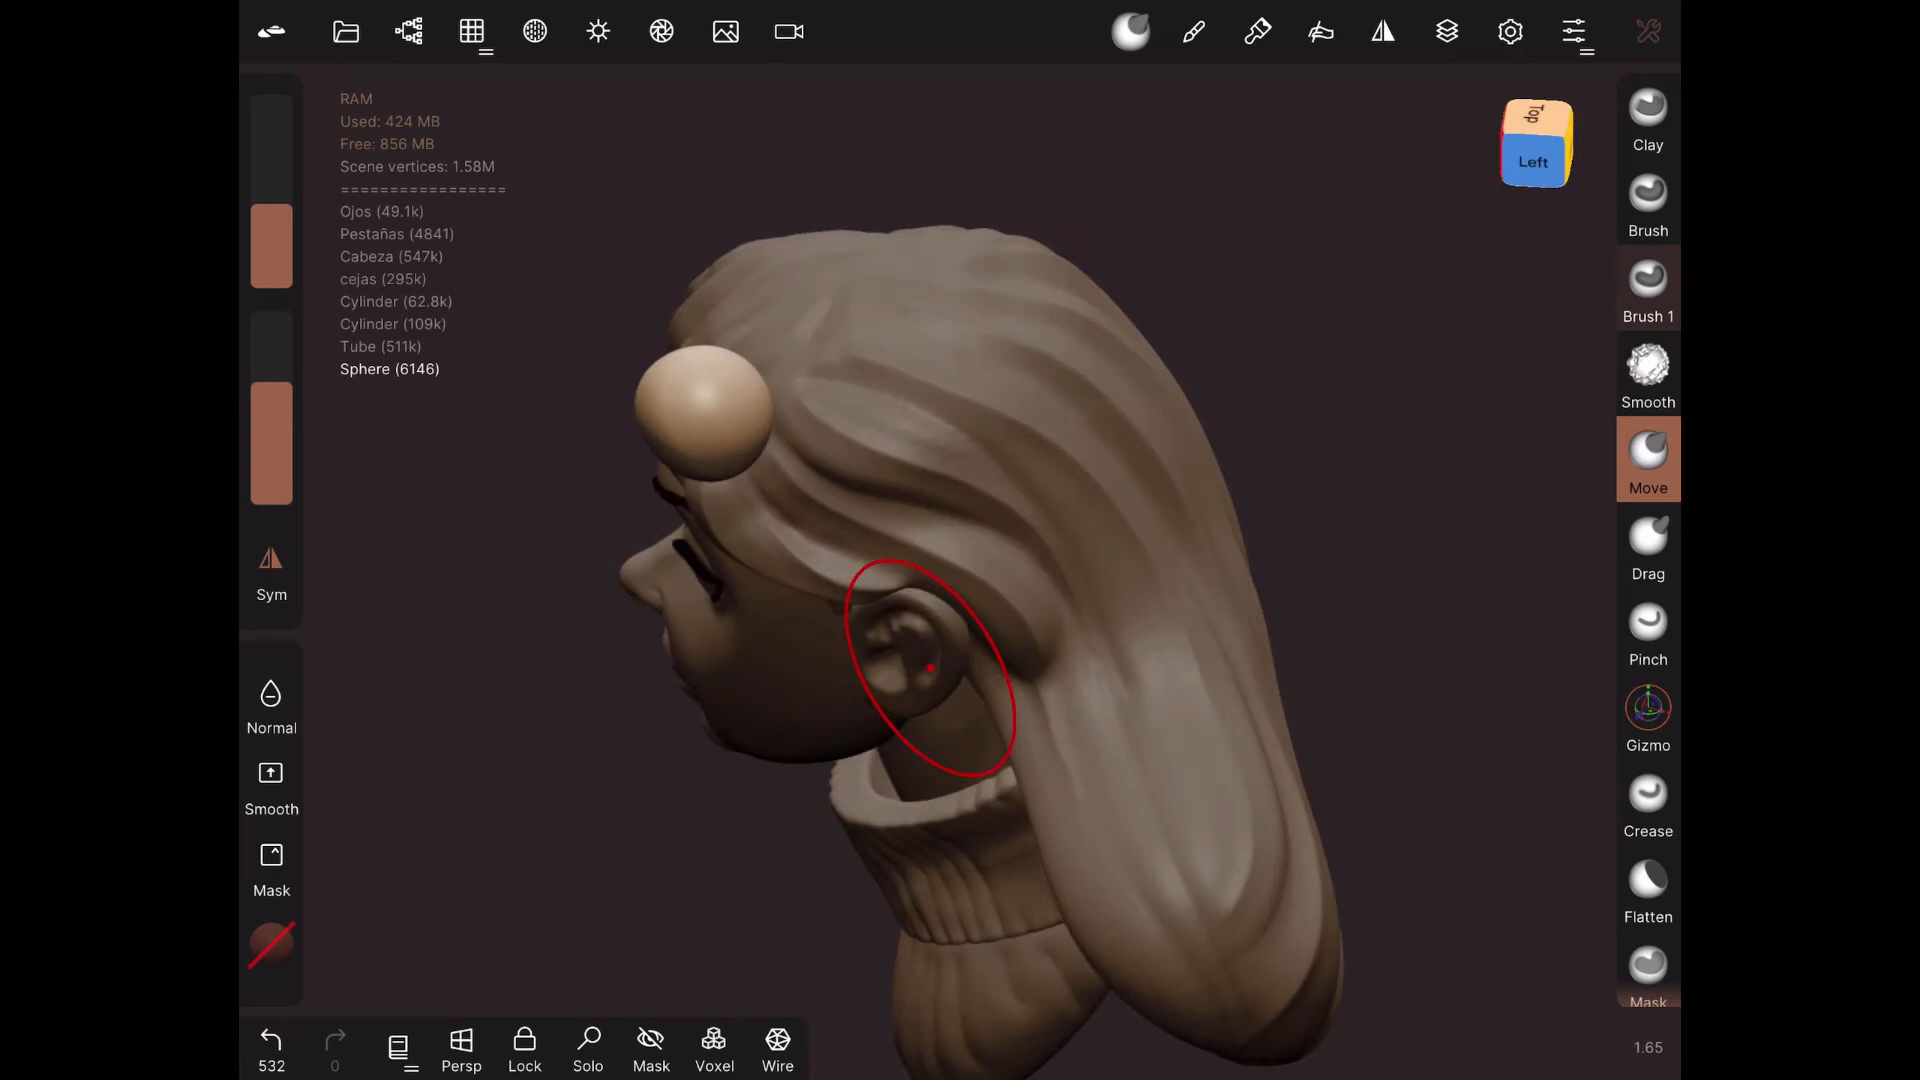 RAM
Used: 424 MB
Free: 856 MB
Scene vertices: 1.58M
=================
Ojos (49.1k)
Pestañas (4841)
Cabeza (547k)
cejas (295k)
Cylinder (62.8k)
Cylinder (109k)
Tube (511k)
Sphere (6146)
Top
Left
Sym
Normal
Smooth
Mask
Clay
Brush
Brush 1
Smooth
Move
Drag
Pinch
Gizmo
Crease
Flatten
Mask
532
0
Persp
Lock
Solo
Mask
Voxel
Wire
1.65